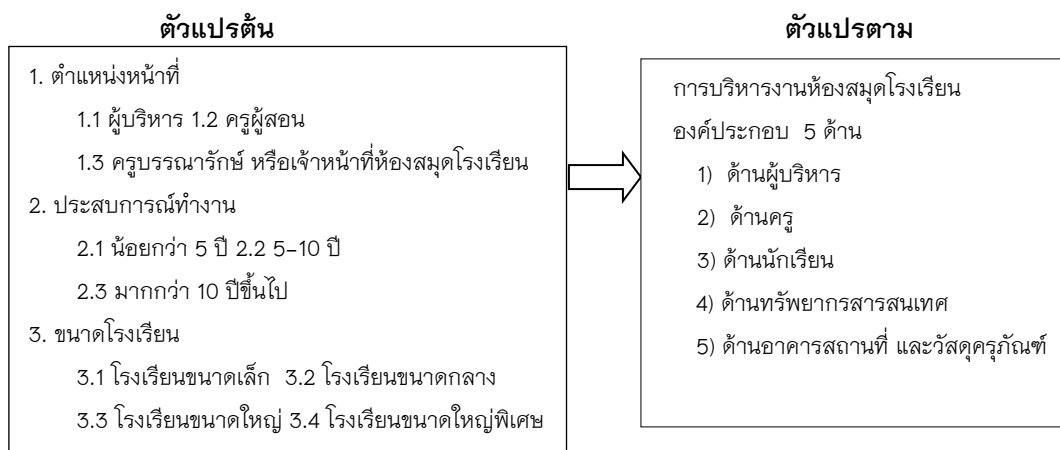 ตัวแปรต้น
1. ตำแหน่งหน้าที่
1.1 ผู้บริหาร 1.2 ครูผู้สอน
1.3 ครูบรรณารักษ์ หรือเจ้าหน้าที่ห้องสมุดโรงเรียน
2. ประสบการณ์ทำงาน
2.1 น้อยกว่า 5 ปี 2.2 5-10 ปี
2.3 มากกว่า 10 ปีขึ้นไป
3. ขนาดโรงเรียน
3.1 โรงเรียนขนาดเล็ก 3.2 โรงเรียนขนาดกลาง
3.3 โรงเรียนขนาดใหญ่ 3.4 โรงเรียนขนาดใหญ่พิเศษ
ตัวแปรตาม
การบริหารงานห้องสมุดโรงเรียน
องค์ประกอบ 5 ด้าน
1) ด้านผู้บริหาร
2) ด้านครู
3) ด้านนักเรียน
4) ด้านทรัพยากรสารสนเทศ
5) ด้านอาคารสถานที่ และวัสดุครุภัณฑ์